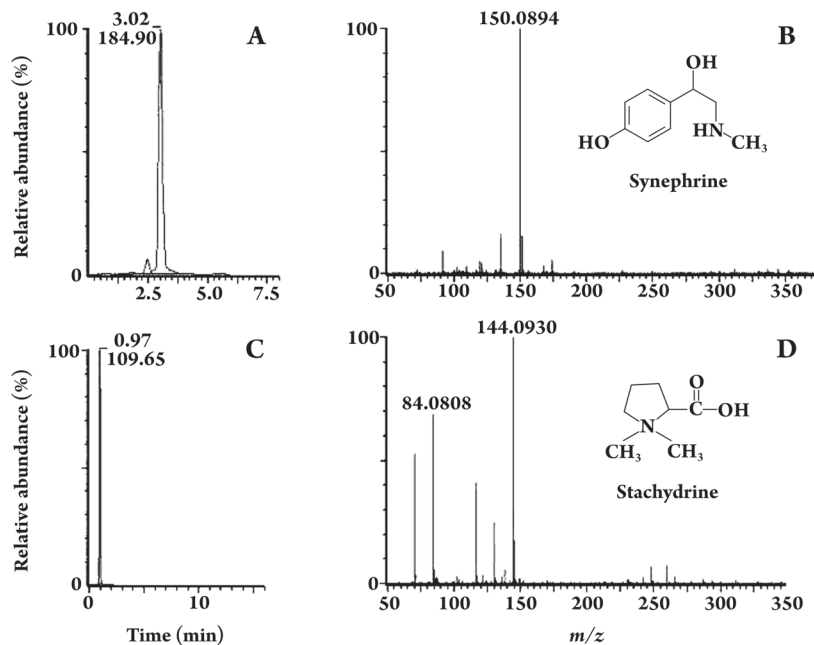 3.02
184.90
A
100
0
Relative abundance (%)
2.5 5.0 7.5
150.0894
B
100
0
OH
HO
HN
CH3
Synephrine
50 100 150 200 250 300 350
0.97
109.65
C
100
0
Relative abundance (%)
0 10
Time (min)
144.0930
D
100
84.0808
0
O
C
OH
N
CH3 CH3
Stachydrine
50 100 150 200 250 300 350
m/z